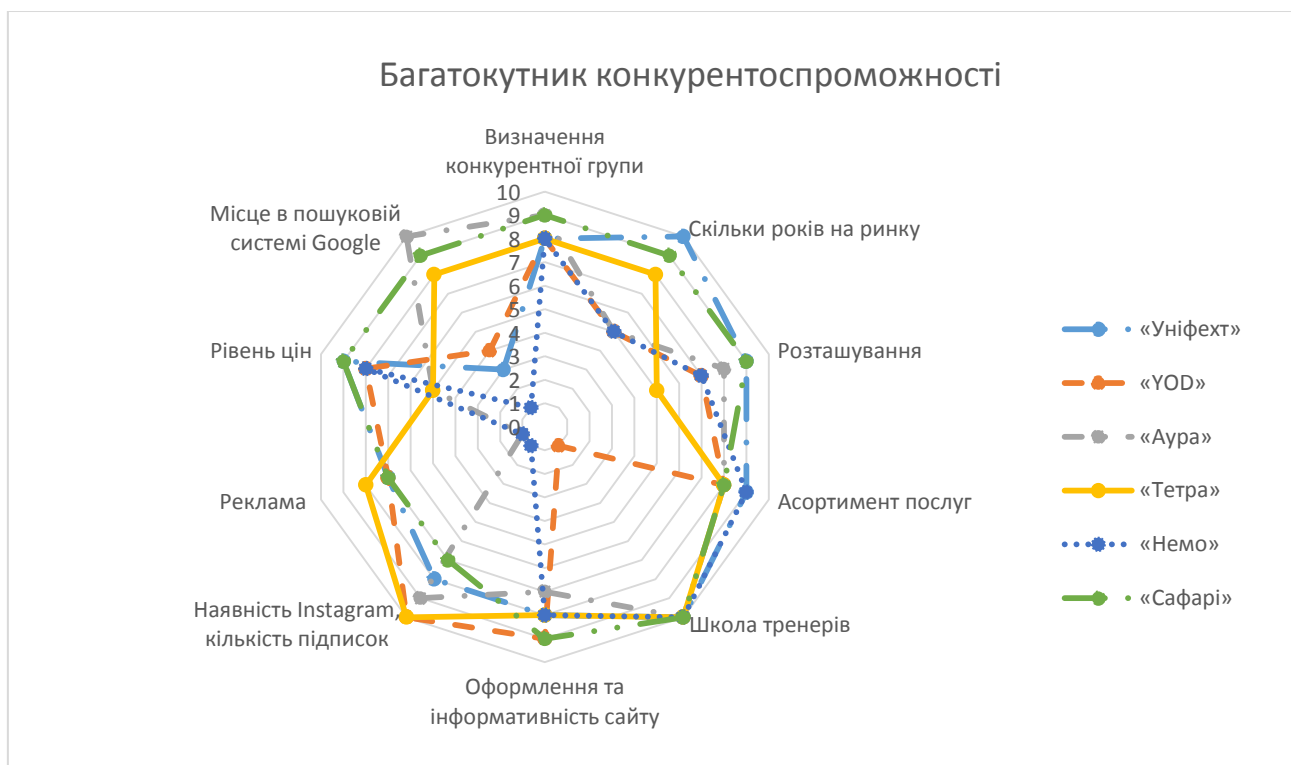 Багатокутник конкурентоспроможності
Визначення
конкурентної групи
Скільки років на ринку
Розташування
Асортимент послуг
Школа тренерів
Оформлення та
інформативність сайту
Наявність Instagram,
кількість підписок
Реклама
Рівень цін
Місце в пошуковій
системі Google
10
9
8
7
6
5
4
3
2
1
0
«Уніфехт»
«YOD»
«Аура»
«Тетра»
«Немо»
«Сафарі»